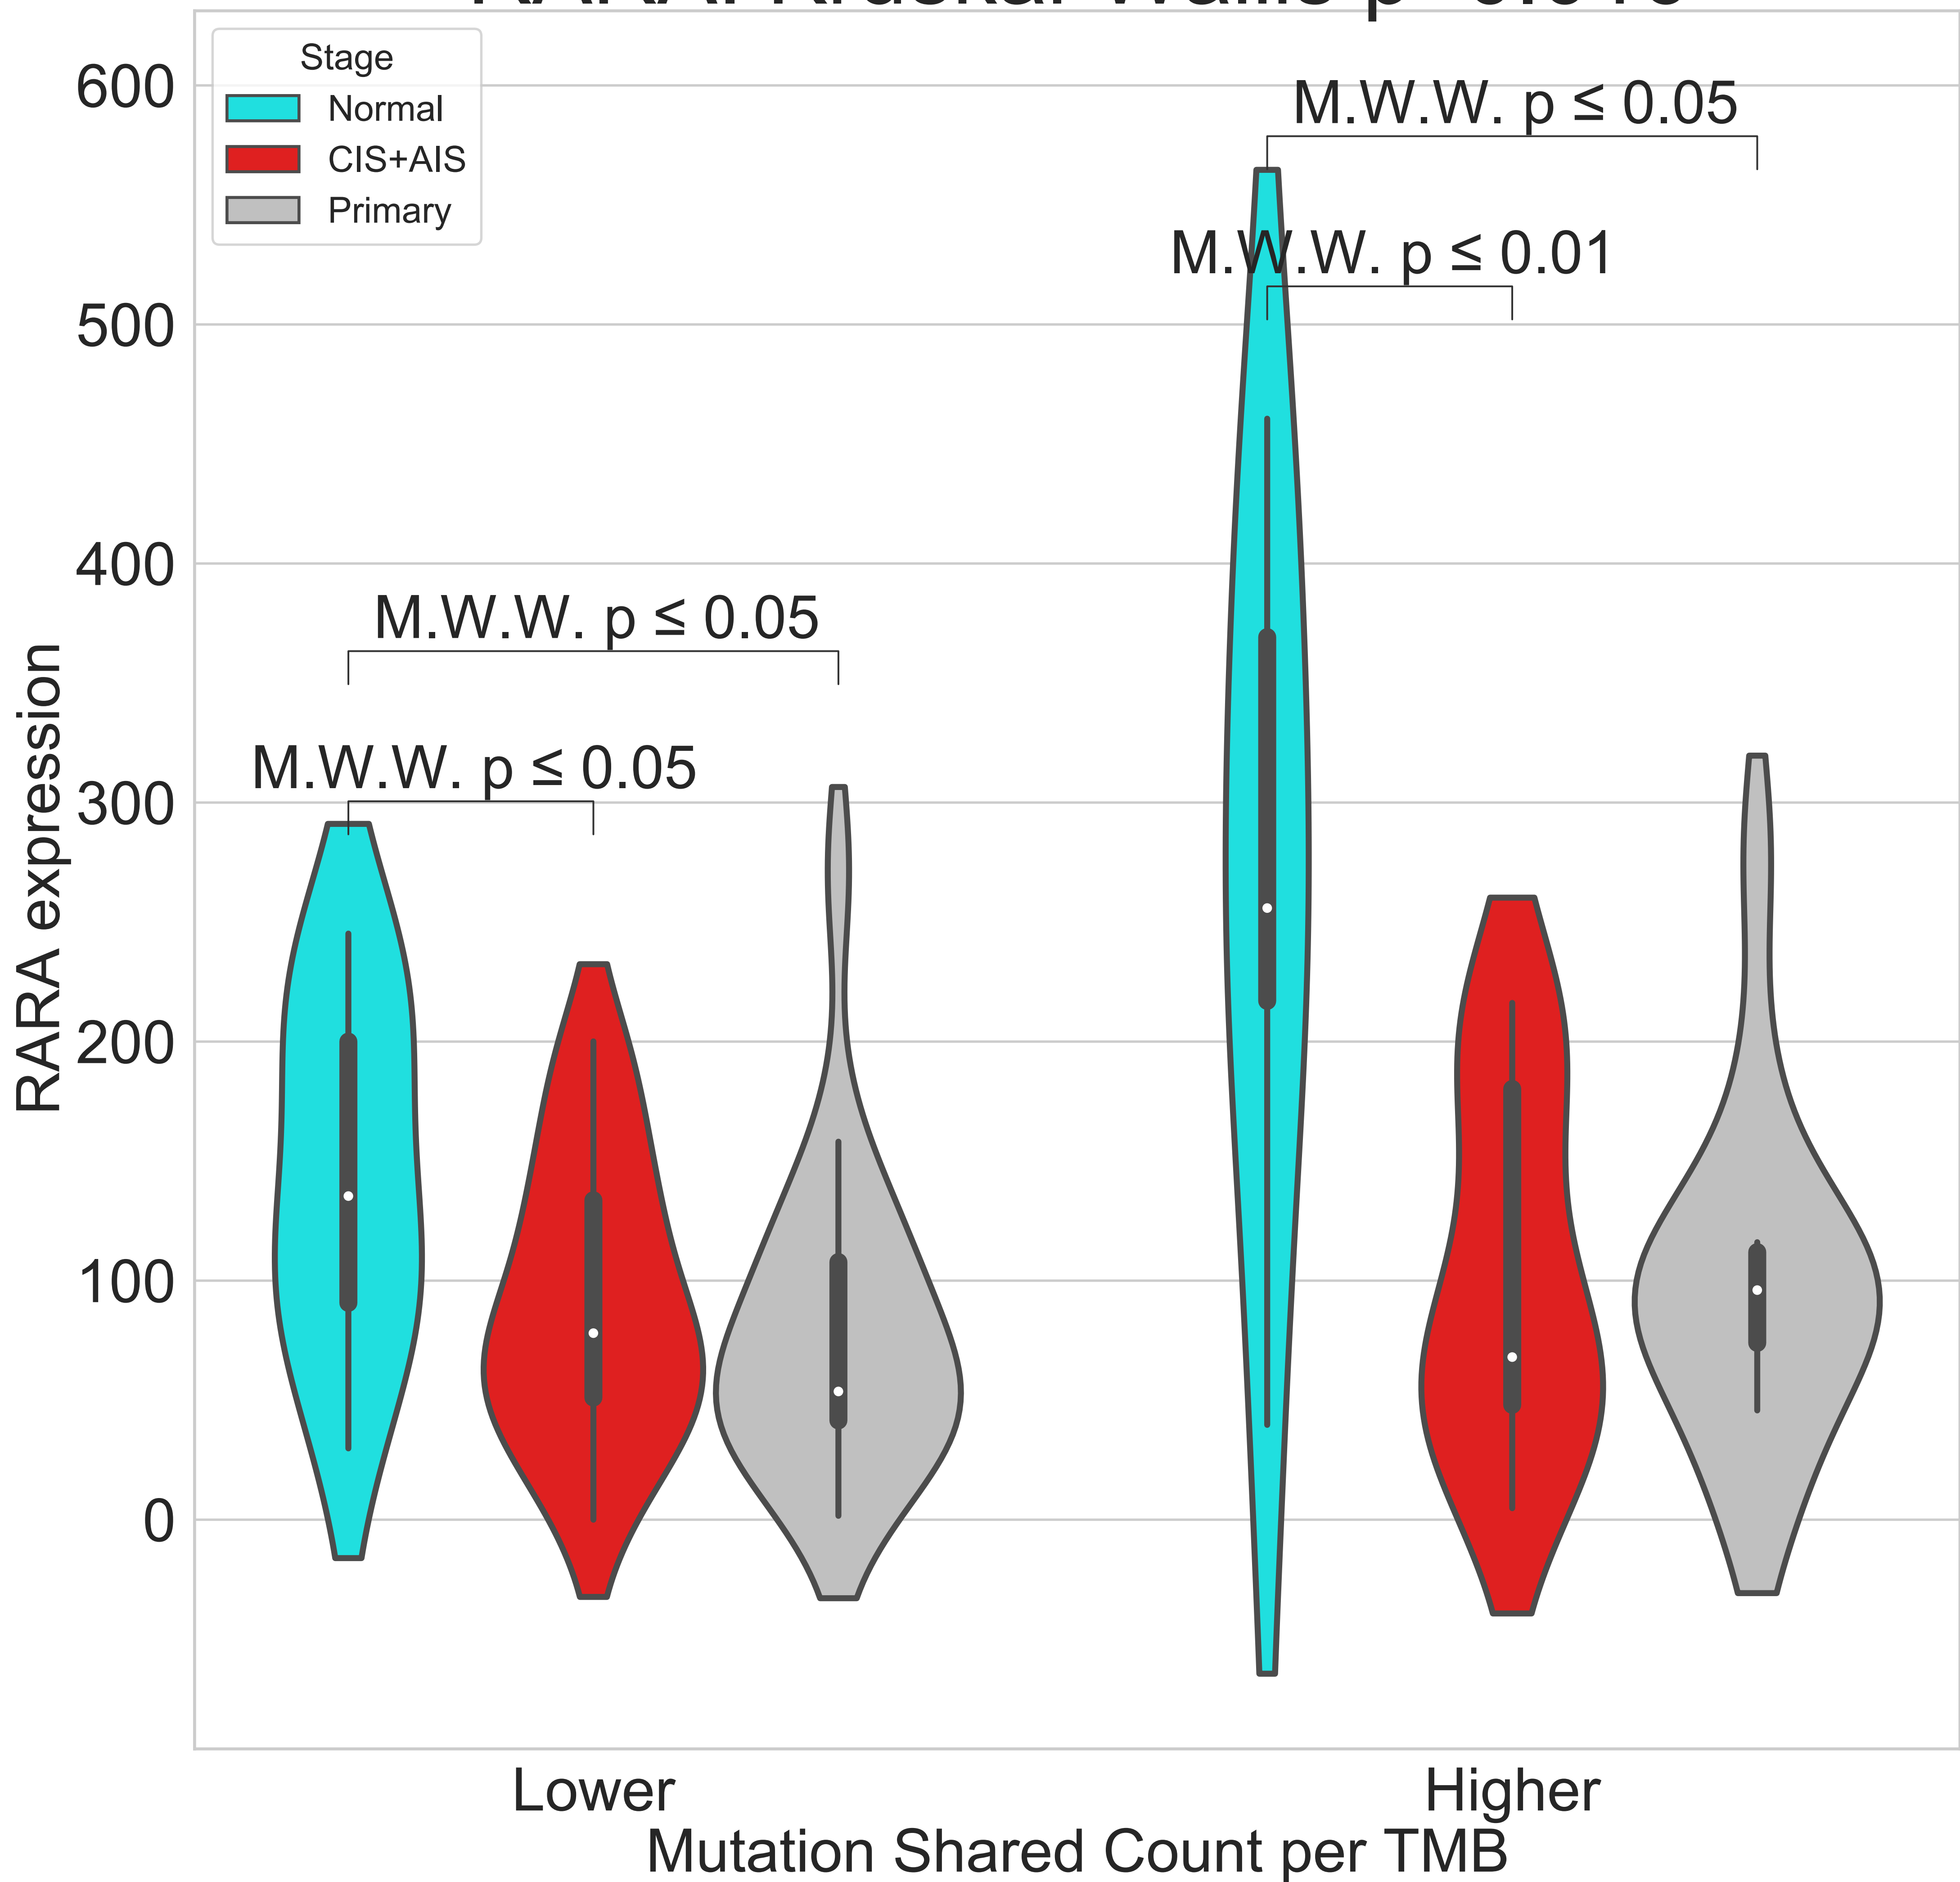 Stage
Normal
CIS+AIS
Primary
600
500
400
300
200
100
0
RARA expression
M.W.W. p ≤ 0.05
M.W.W. p ≤ 0.01
M.W.W. p ≤ 0.05
M.W.W. p ≤ 0.05
Lower
Higher
Mutation Shared Count per TMB